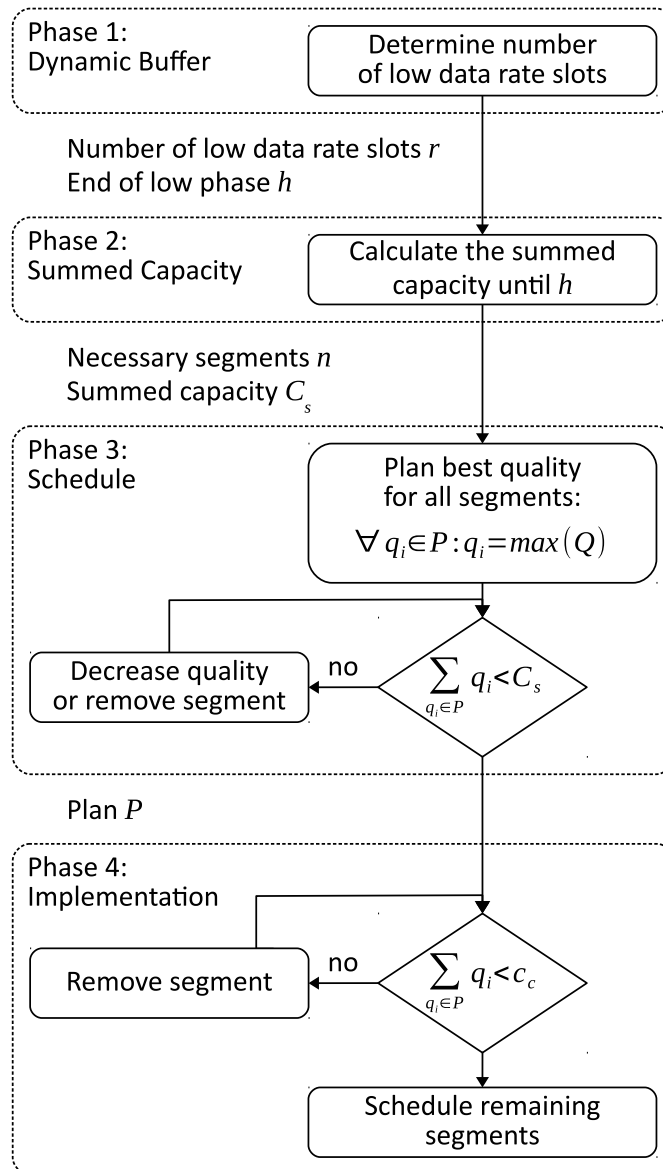 Phase 1:
Dynamic Buffer
Determine number
of low data rate slots
Number of low data rate slots r
End of low phase h
Phase 2:
Summed Capacity
Calculate the summed
capacity until h
Necessary segments n
Summed capacity C_s
Phase 3:
Schedule
Plan best quality
for all segments:
∀ q_i∈P:q_i=max(Q)
Decrease quality
or remove segment
no
∑ q_i<C_s
q_i∈P
Plan P
Phase 4:
Implementation
Remove segment
no
∑ q_i<c_c
q_i∈P
Schedule remaining
segments